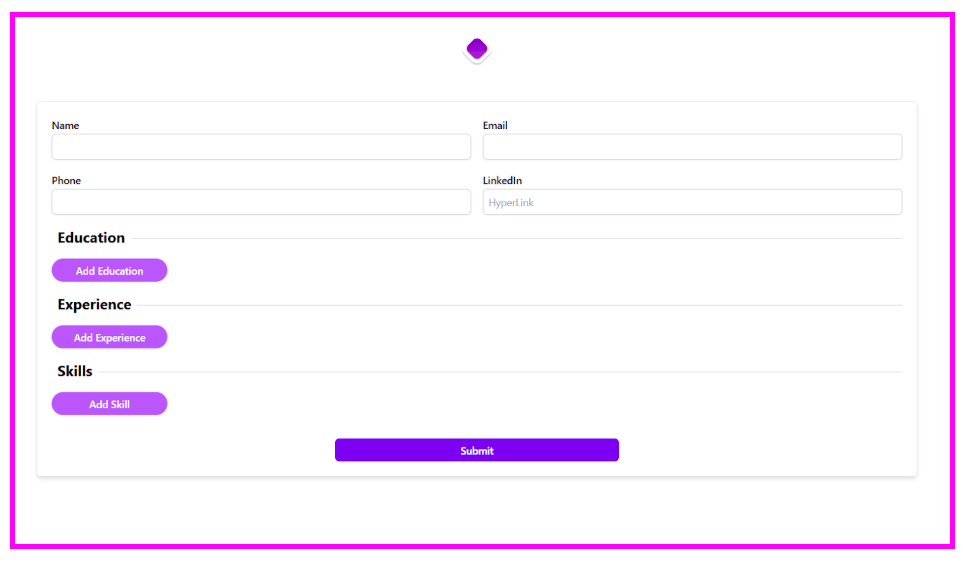 Name Email
Phone LinkedIn
HyperLink
Education
Add Education
Experience
Add Experience
Skills
Add Skill
Submit